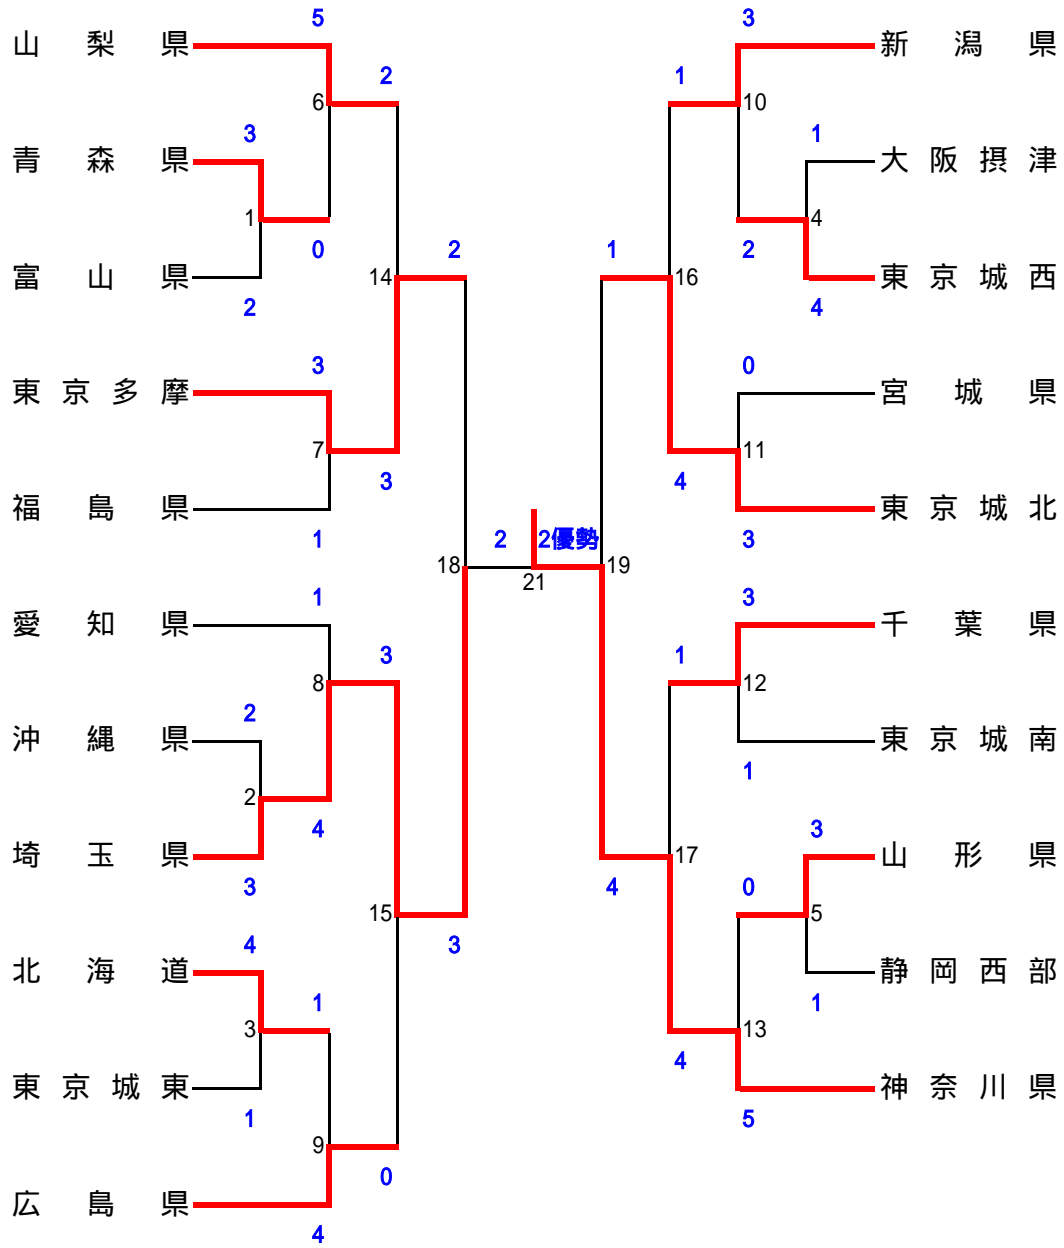 5 3
山梨県 新潟県
2 1
6 10
3 1
青森県 大阪摂津
1 4
0 2 1 2
14 16
富山県 東京城西
2 4
3 0
東京多摩 宮城県
7 11
3 4
福島県 東京城北
1 2 2優勢 3
18 21 19
1 3
愛知県 千葉県
3 1
8 12
2
沖縄県 東京城南
1
2
4 3
埼玉県 17 山形県
3 4 0
15 5
4 3
北海道 静岡西部
1 1
3 13
4
東京城東 神奈川県
1 5
9
0
広島県
4